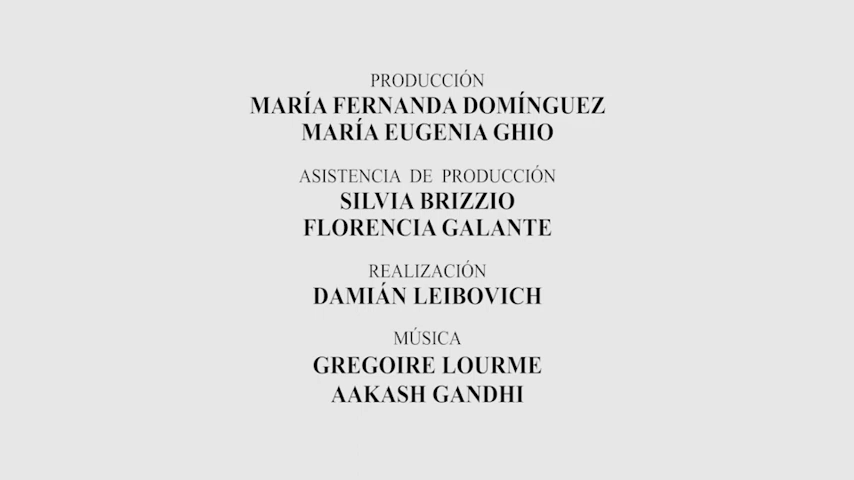 PRODUCCIÓN
MARÍA FERNANDA DOMÍNGUEZ
MARÍA EUGENIA GHIO
ASISTENCIA DE PRODUCCIÓN
SILVIA BRIZZIO
FLORENCIA GALANTE
REALIZACIÓN
DAMIÁN LEIBOVICH
MÚSICA
GREGOIRE LOURME
AAKASH GANDHI